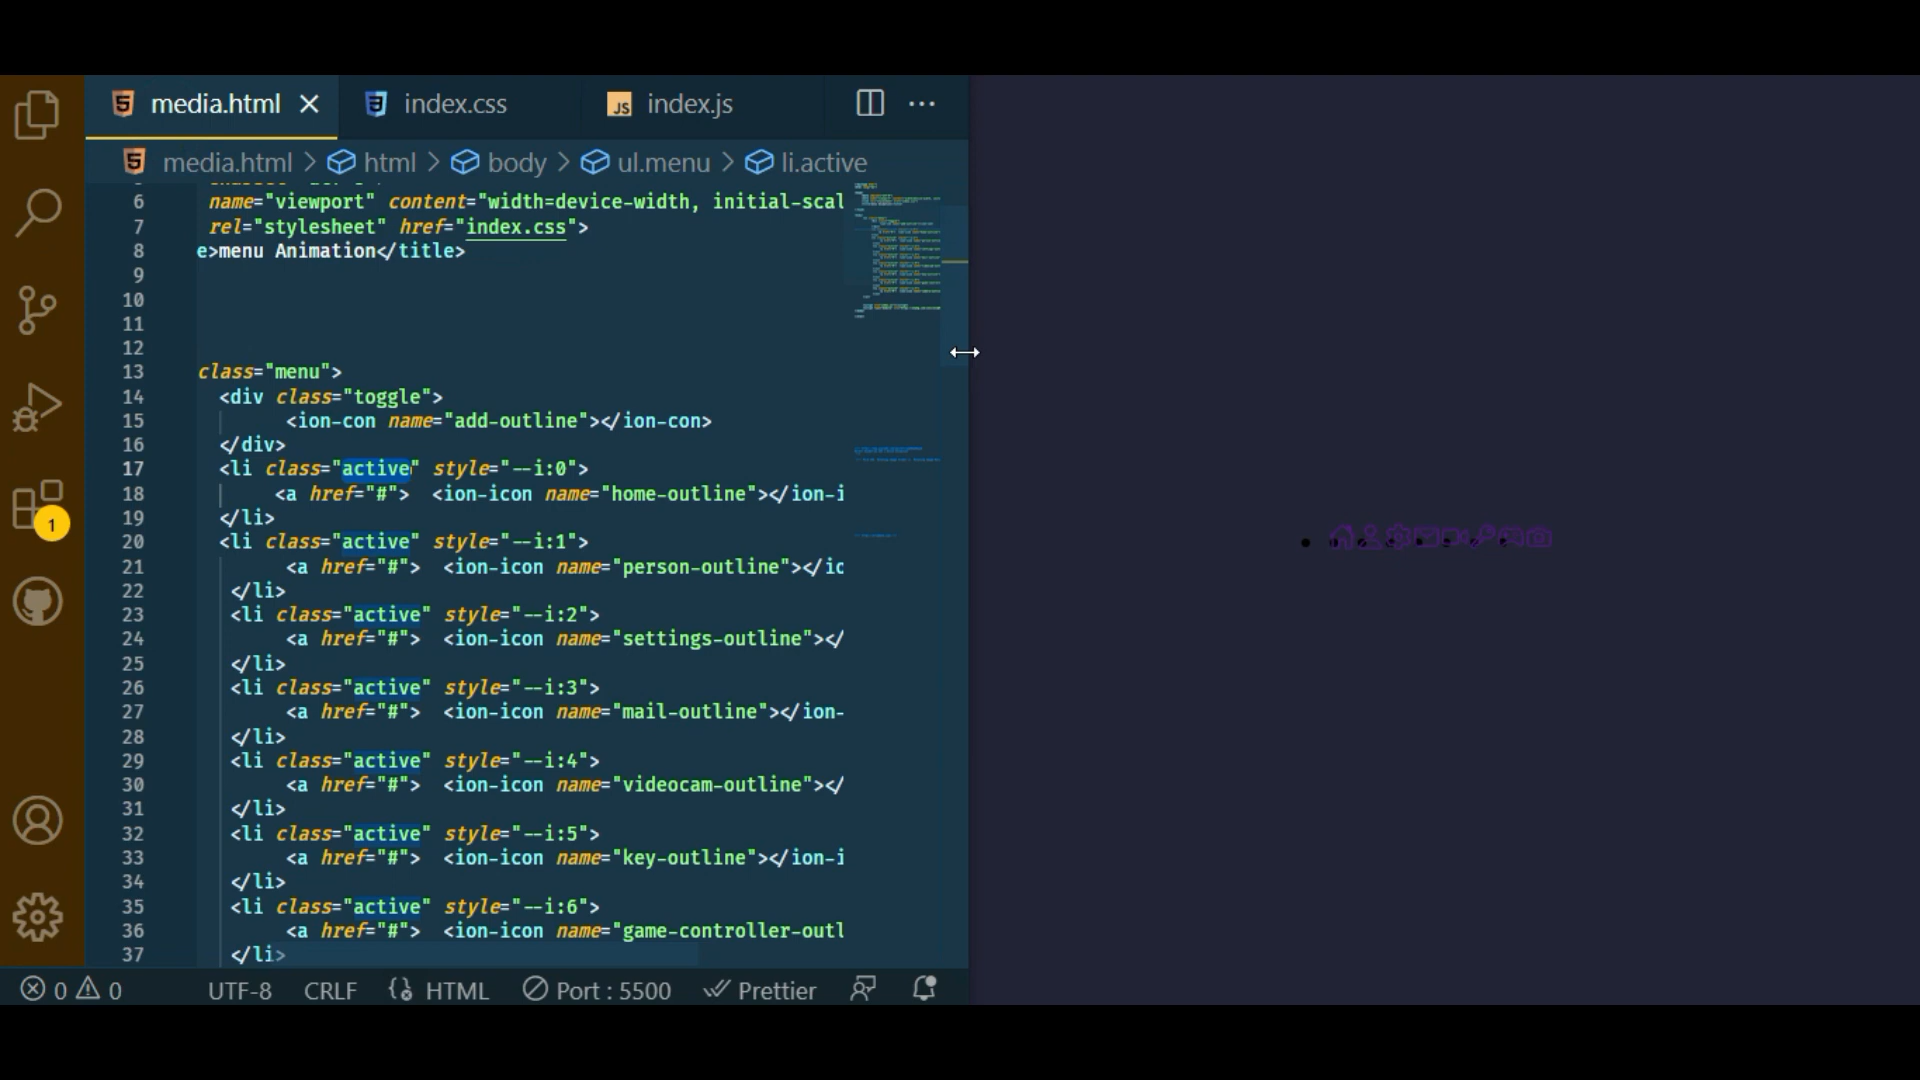 media.html index.css JS index.js
media.html > html > body > ul.menu > li.active
6 name="viewport" content="width=device-width, initial-scal
7 rel="stylesheet" href="index.css">
8 e>menu Animation</title>
9
10
11
12
13 class="menu">
14 <div class="toggle">
15 <ion-con name="add-outline"></ion-con>
16 </div>
17 <li class="active" style="--i:0">
18 <a href="#"> <ion-icon name="home-outline"></ion-i
19 </li>
20 <li class="active" style="--i:1">
21 <a href="#"> <ion-icon name="person-outline"></ic
22 </li>
23 <li class="active" style="--i:2">
24 <a href="#"> <ion-icon name="settings-outline"></
25 </li>
26 <li class="active" style="--i:3">
27 <a href="#"> <ion-icon name="mail-outline"></ion-
28 </li>
29 <li class="active" style="--i:4">
30 <a href="#"> <ion-icon name="videocam-outline"></
31 </li>
32 <li class="active" style="--i:5">
33 <a href="#"> <ion-icon name="key-outline"></ion-i
34 </li>
35 <li class="active" style="--i:6">
36 <a href="#"> <ion-icon name="game-controller-outl
37 </li>
1
0 0 UTF-8 CRLF HTML Port : 5500 Prettier